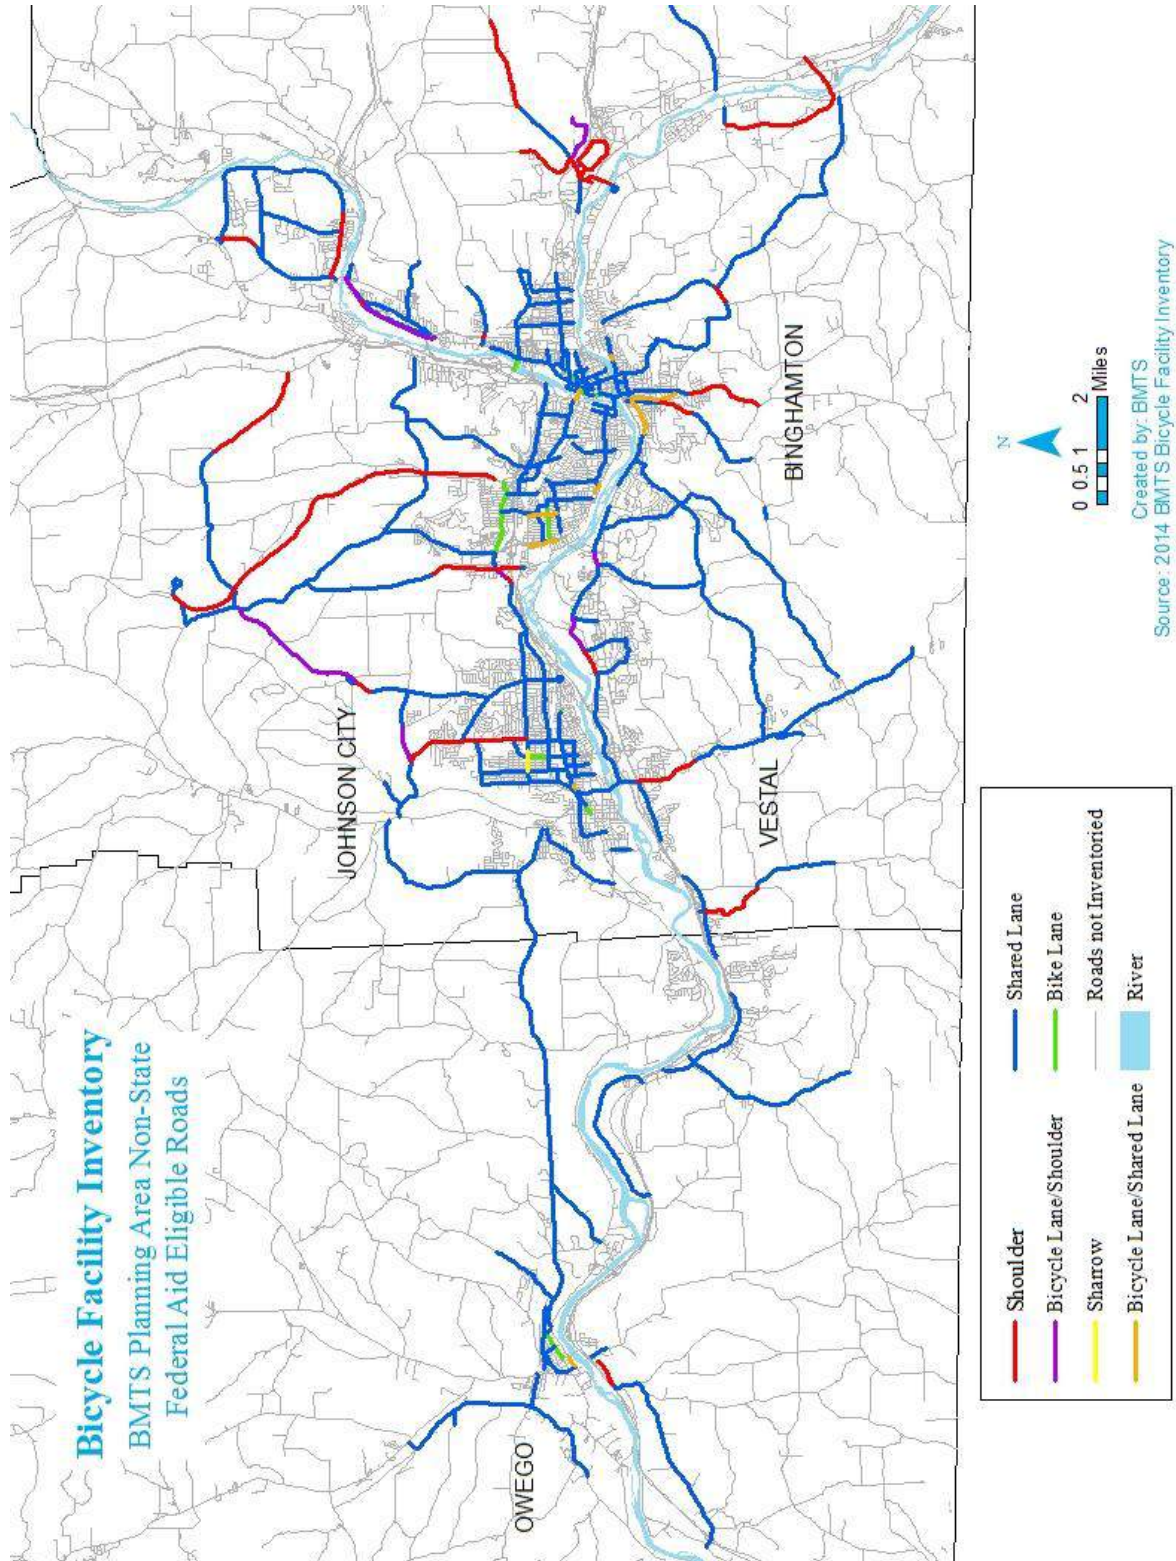 Bicycle Facility Inventory
BMTS Planning Area Non-State
Federal Aid Eligible Roads
OWEGO
JOHNSON CITY
VESTAL
BINGHAMTON
Shoulder
Bicycle Lane/Shoulder
Sharrow
Bicycle Lane/Shared Lane
Shared Lane
Bike Lane
Roads not Inventoried
River
N
0 0.5 1 2
Miles
Created by: BMTS
Source: 2014 BMTS Bicycle Facility Inventory